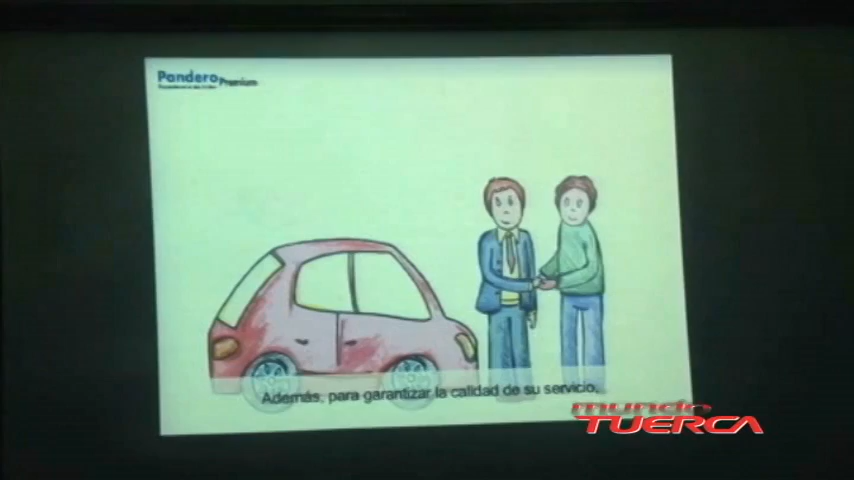 Pandero Premium
Además, para garantizar la calidad de su servicio,
mundo
TUERCA